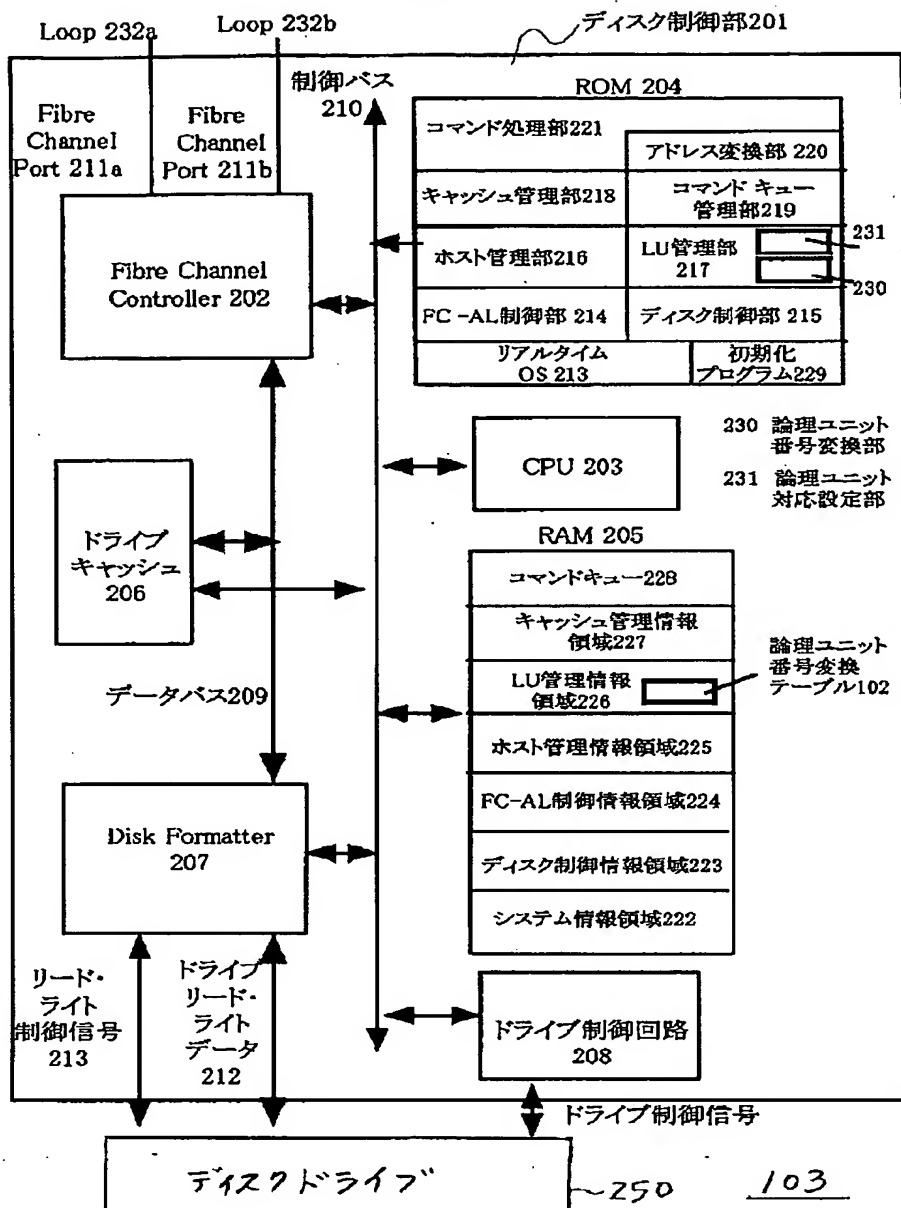 Loop 232a
Loop 232b
ディスク制御部201
Fibre
Channel
Port 211a
Fibre
Channel
Port 211b
制御バス
210
ROM 204
コマンド処理部221
アドレス変換部 220
キャッシュ管理部218
コマンド キュー
管理部219
ホスト管理部216
LU管理部
217
231
230
FC -AL制御部 214
ディスク制御部 215
リアルタイム
OS 213
初期化
プログラム229
Fibre Channel
Controller 202
CPU 203
230 論理ユニット
番号変換部
231 論理ユニット
対応設定部
ドライブ
キャッシュ
206
RAM 205
コマンドキュー228
キャッシュ管理情報
領域227
LU管理情報
領域226
論理ユニット
番号変換
テーブル102
ホスト管理情報領域225
FC-AL制御情報領域224
ディスク制御情報領域223
システム情報領域222
データバス209
Disk Formatter
207
リード・
ライト
制御信号
213
ドライブ
リード・
ライト
データ
212
ドライブ制御回路
208
ドライブ制御信号
ディスクドライブ
250
103